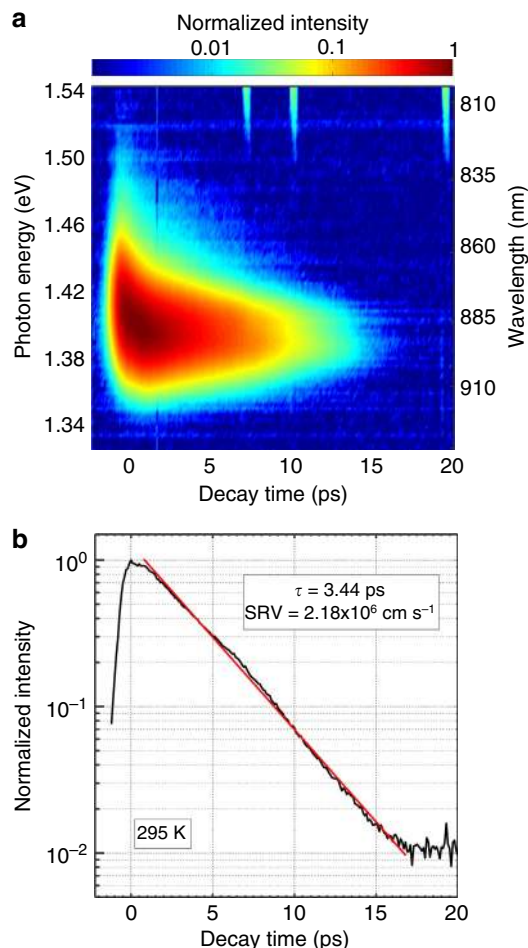 a
Normalized intensity
0.01 0.1 1
1.54 810
1.50 835
1.46 860
1.42 885
1.38 910
1.34
Photon energy (eV)
Wavelength (nm)
0 5 10 15 20
Decay time (ps)
b
10⁰
τ = 3.44 ps
SRV = 2.18x10⁶ cm s⁻¹
10⁻¹
Normalized intensity
295 K
10⁻²
0 5 10 15 20
Decay time (ps)